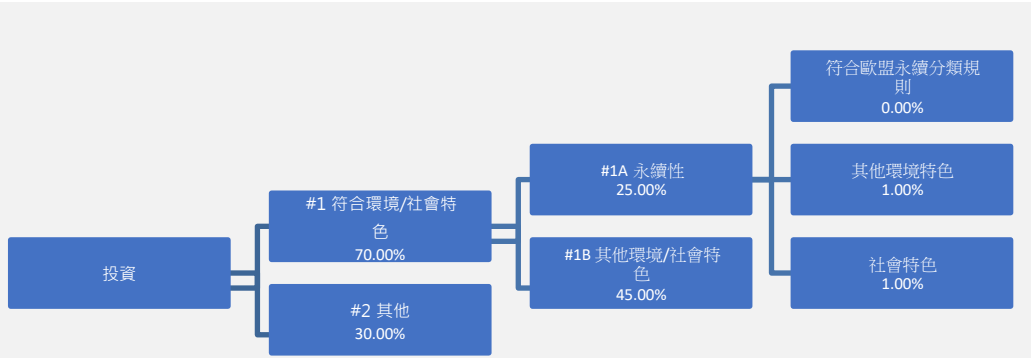 投資
#1 符合環境/社會特
色
70.00%
#2 其他
30.00%
#1A 永續性
25.00%
#1B 其他環境/社會特
色
45.00%
符合歐盟永續分類規
則
0.00%
其他環境特色
1.00%
社會特色
1.00%